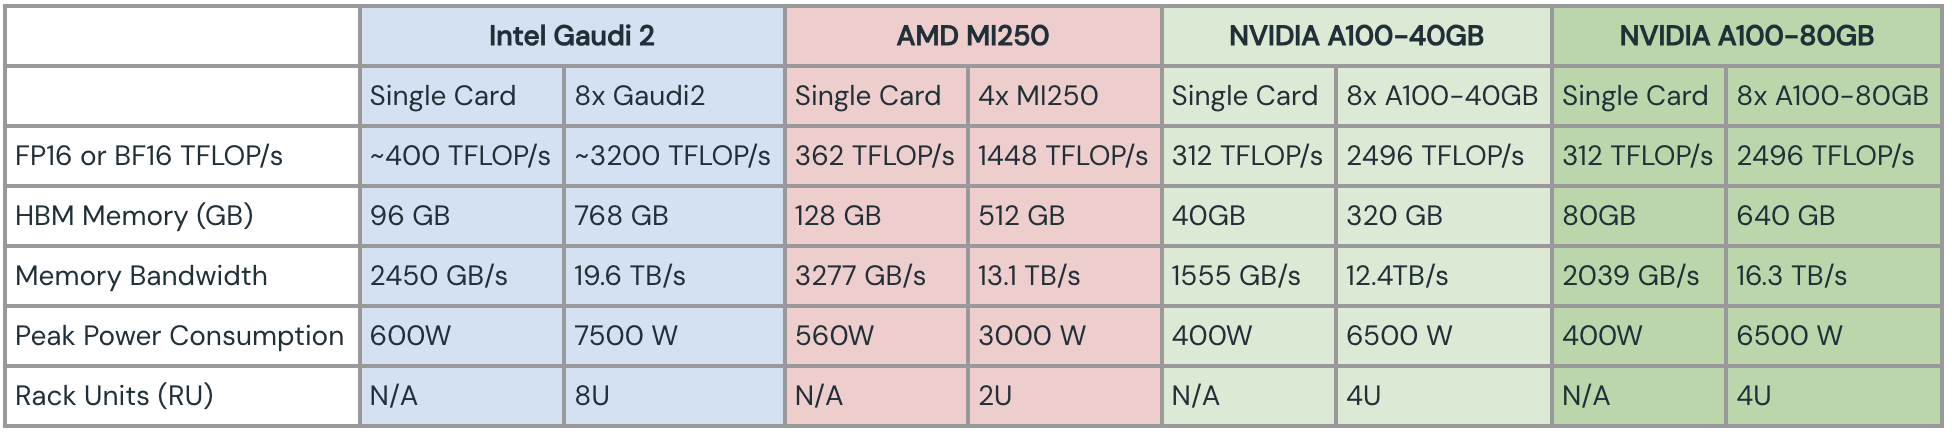 Intel Gaudi 2 AMD MI250 NVIDIA A100-40GB NVIDIA A100-80GB
Single Card 8x Gaudi2 Single Card 4x MI250 Single Card 8x A100-40GB Single Card 8x A100-80GB
FP16 or BF16 TFLOP/s ~400 TFLOP/s ~3200 TFLOP/s 362 TFLOP/s 1448 TFLOP/s 312 TFLOP/s 2496 TFLOP/s 312 TFLOP/s 2496 TFLOP/s
HBM Memory (GB) 96 GB 768 GB 128 GB 512 GB 40GB 320 GB 80GB 640 GB
Memory Bandwidth 2450 GB/s 19.6 TB/s 3277 GB/s 13.1 TB/s 1555 GB/s 12.4TB/s 2039 GB/s 16.3 TB/s
Peak Power Consumption 600W 7500 W 560W 3000 W 400W 6500 W 400W 6500 W
Rack Units (RU) N/A 8U N/A 2U N/A 4U N/A 4U